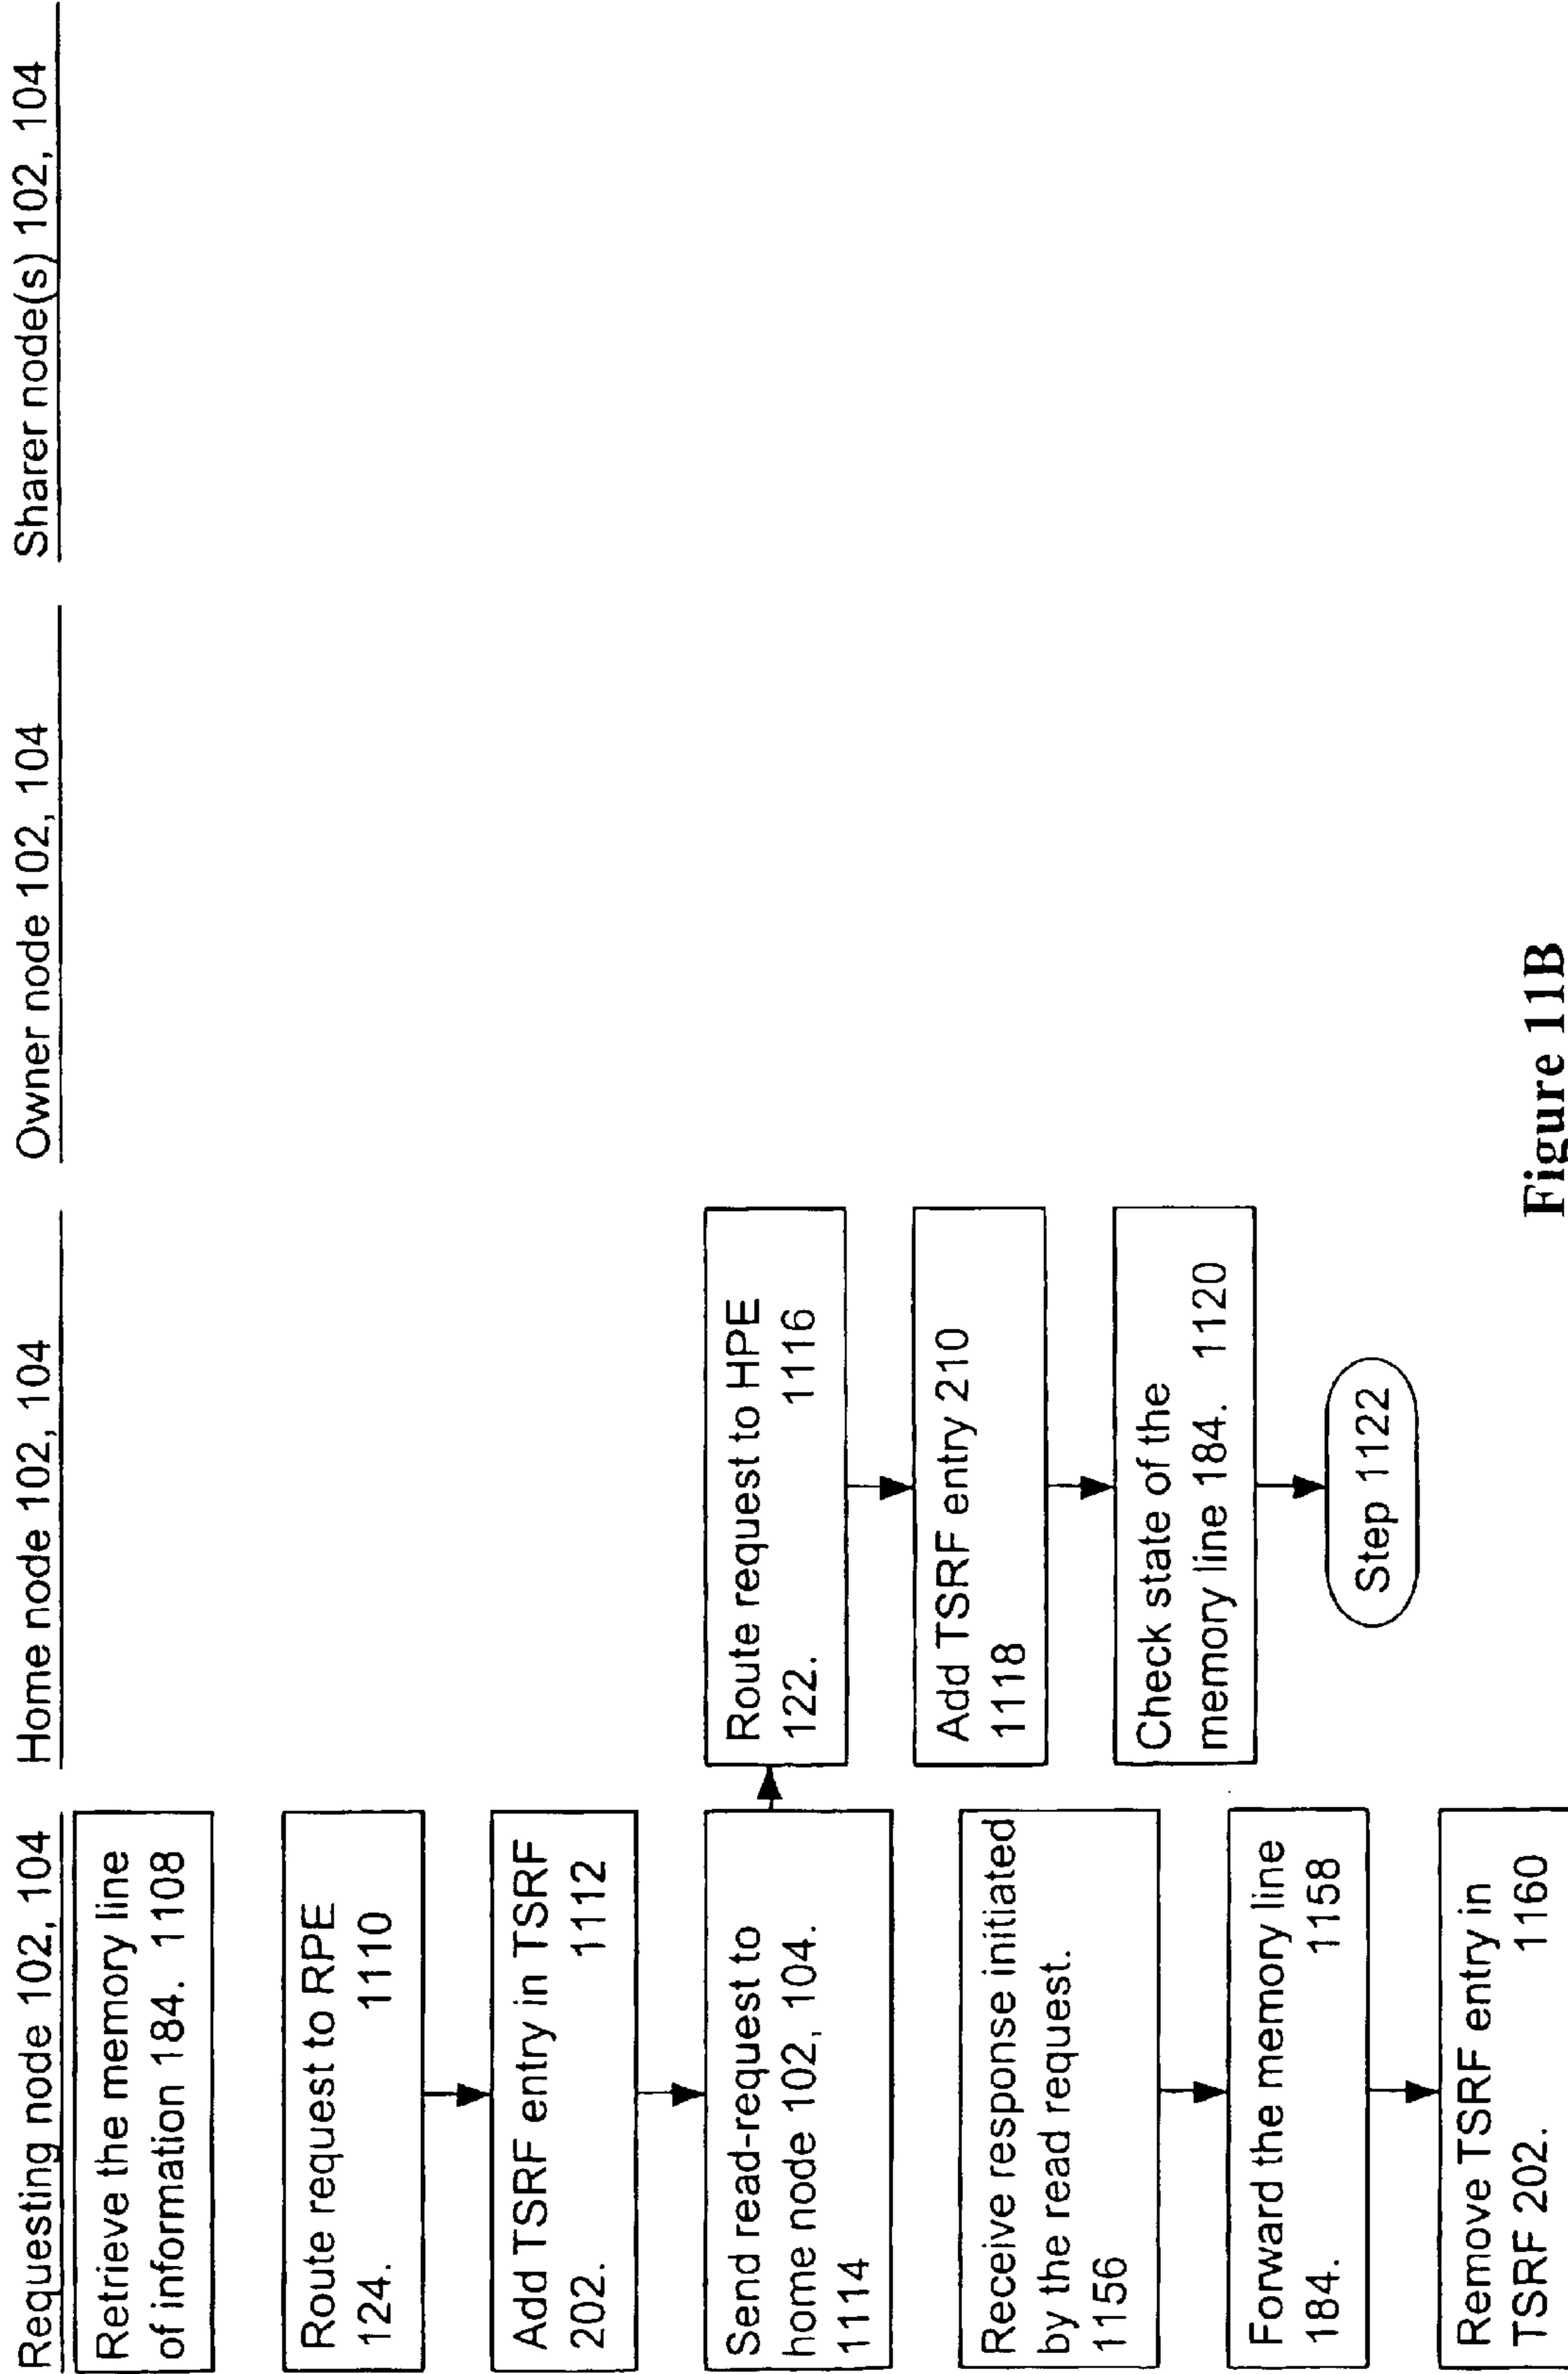 Requesting node 102, 104
Home node 102, 104
Owner node 102, 104
Sharer node(s) 102, 104
Retrieve the memory line
of information 184. 1108
Route request to RPE
124. 1110
Add TSRF entry in TSRF
202. 1112
Send read-request to
home node 102, 104.
1114
Route request to HPE
122. 1116
Add TSRF entry 210
1118
Check state of the
memory line 184. 1120
Step 1122
Receive response initiated
by the read request.
1156
Forward the memory line
184. 1158
Remove TSRF entry in
TSRF 202. 1160
Figure 11B